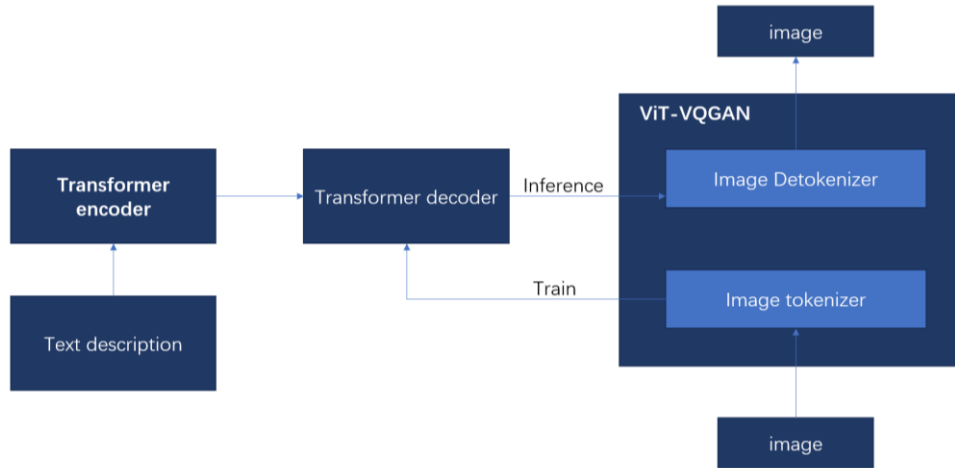 image
ViT-VQGAN
Transformer
encoder
Transformer decoder
Inference
Image Detokenizer
Train
Image tokenizer
Text description
image